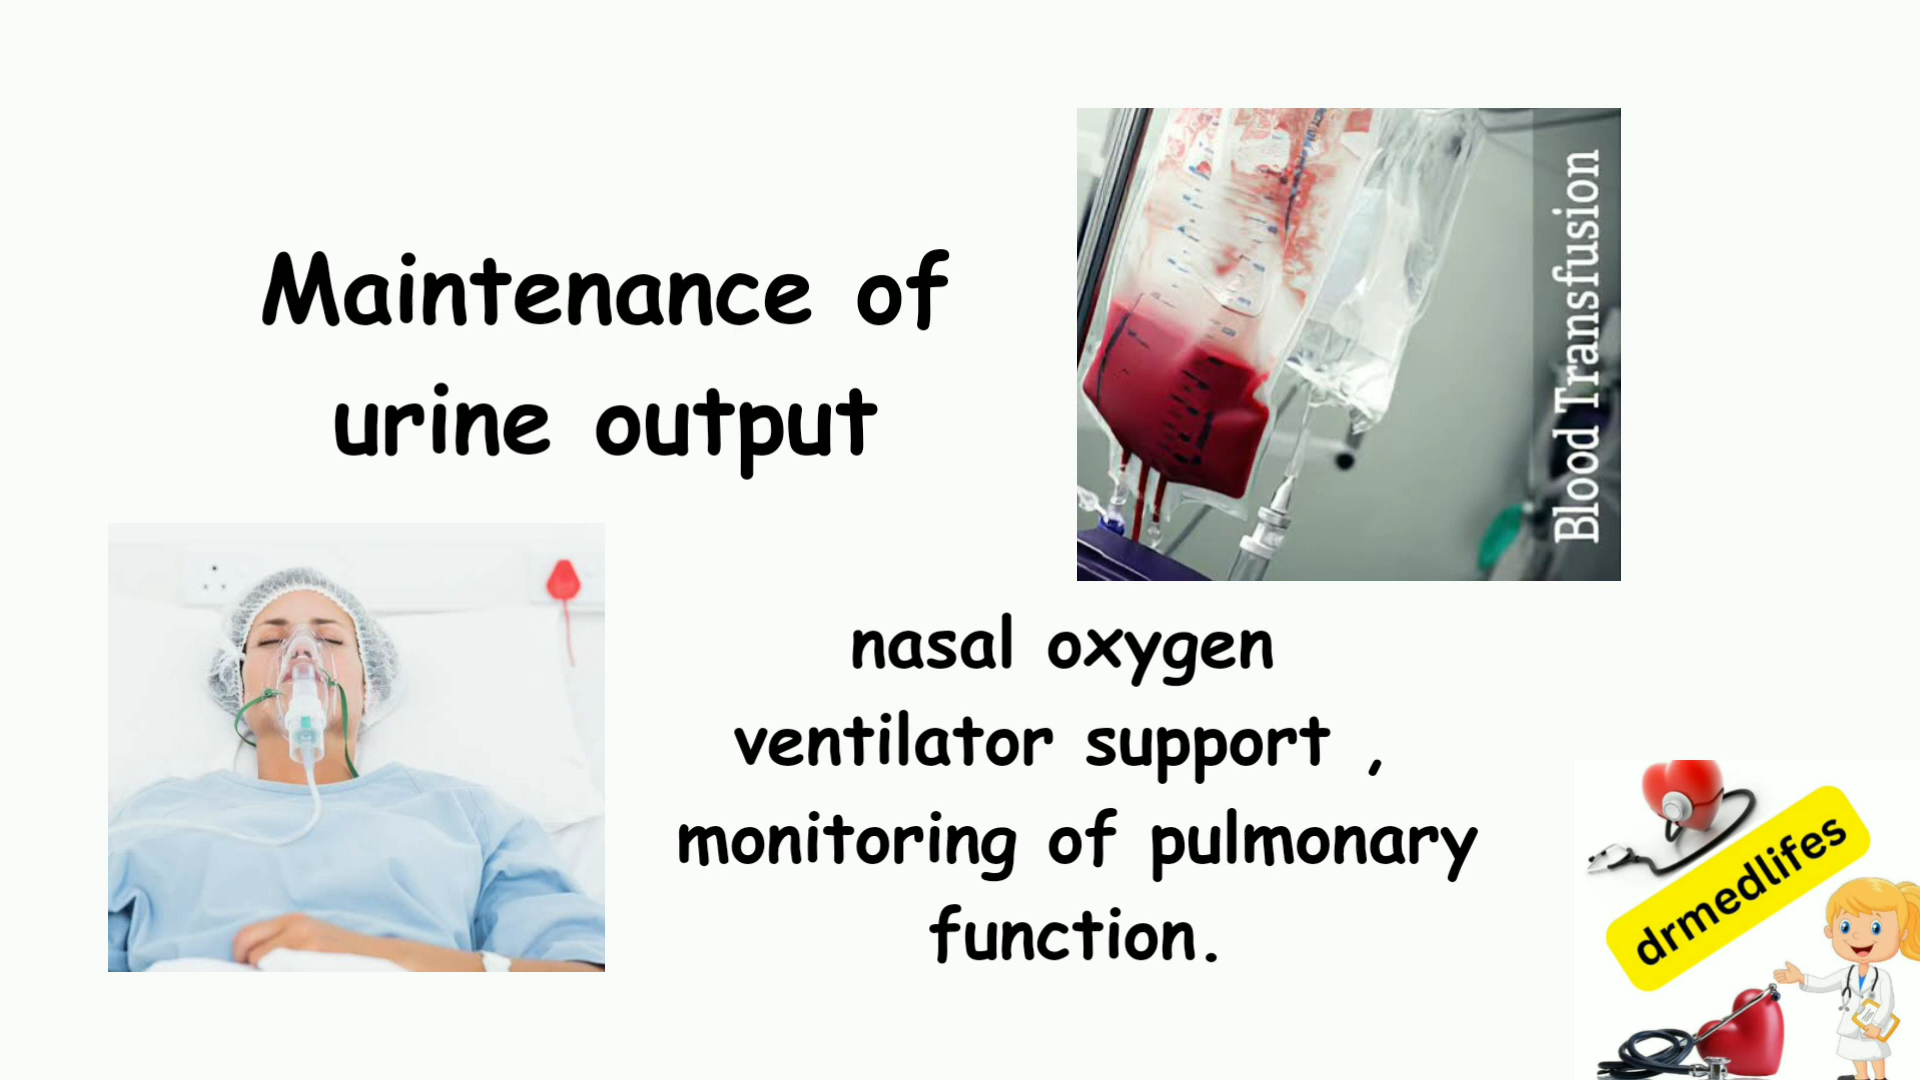 Maintenance of
urine output
Blood Transfusion
nasal oxygen
ventilator support ,
monitoring of pulmonary
function.
drmedlifes